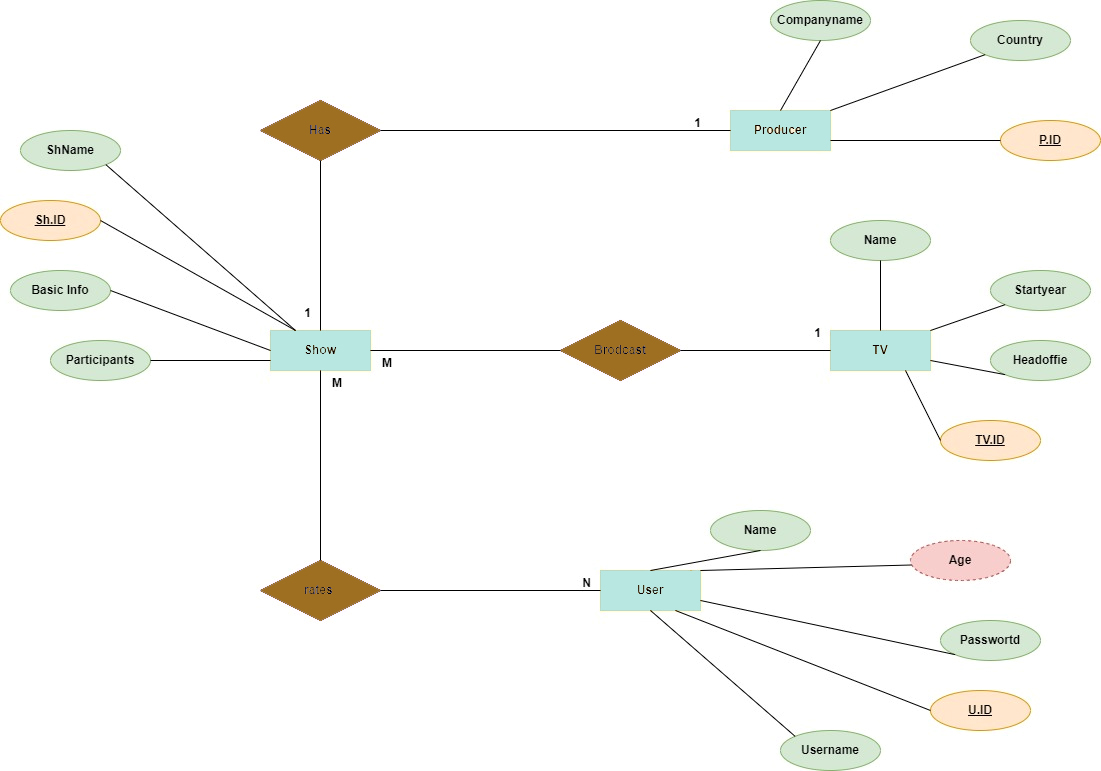 Companyname
Country
Has
1
Producer
P.ID
ShName
Sh.ID
Name
Basic Info
Startyear
1
1
Show
M
Brodcast
TV
Participants
Headoffie
M
TV.ID
Name
Age
rates
N
User
Passwortd
U.ID
Username